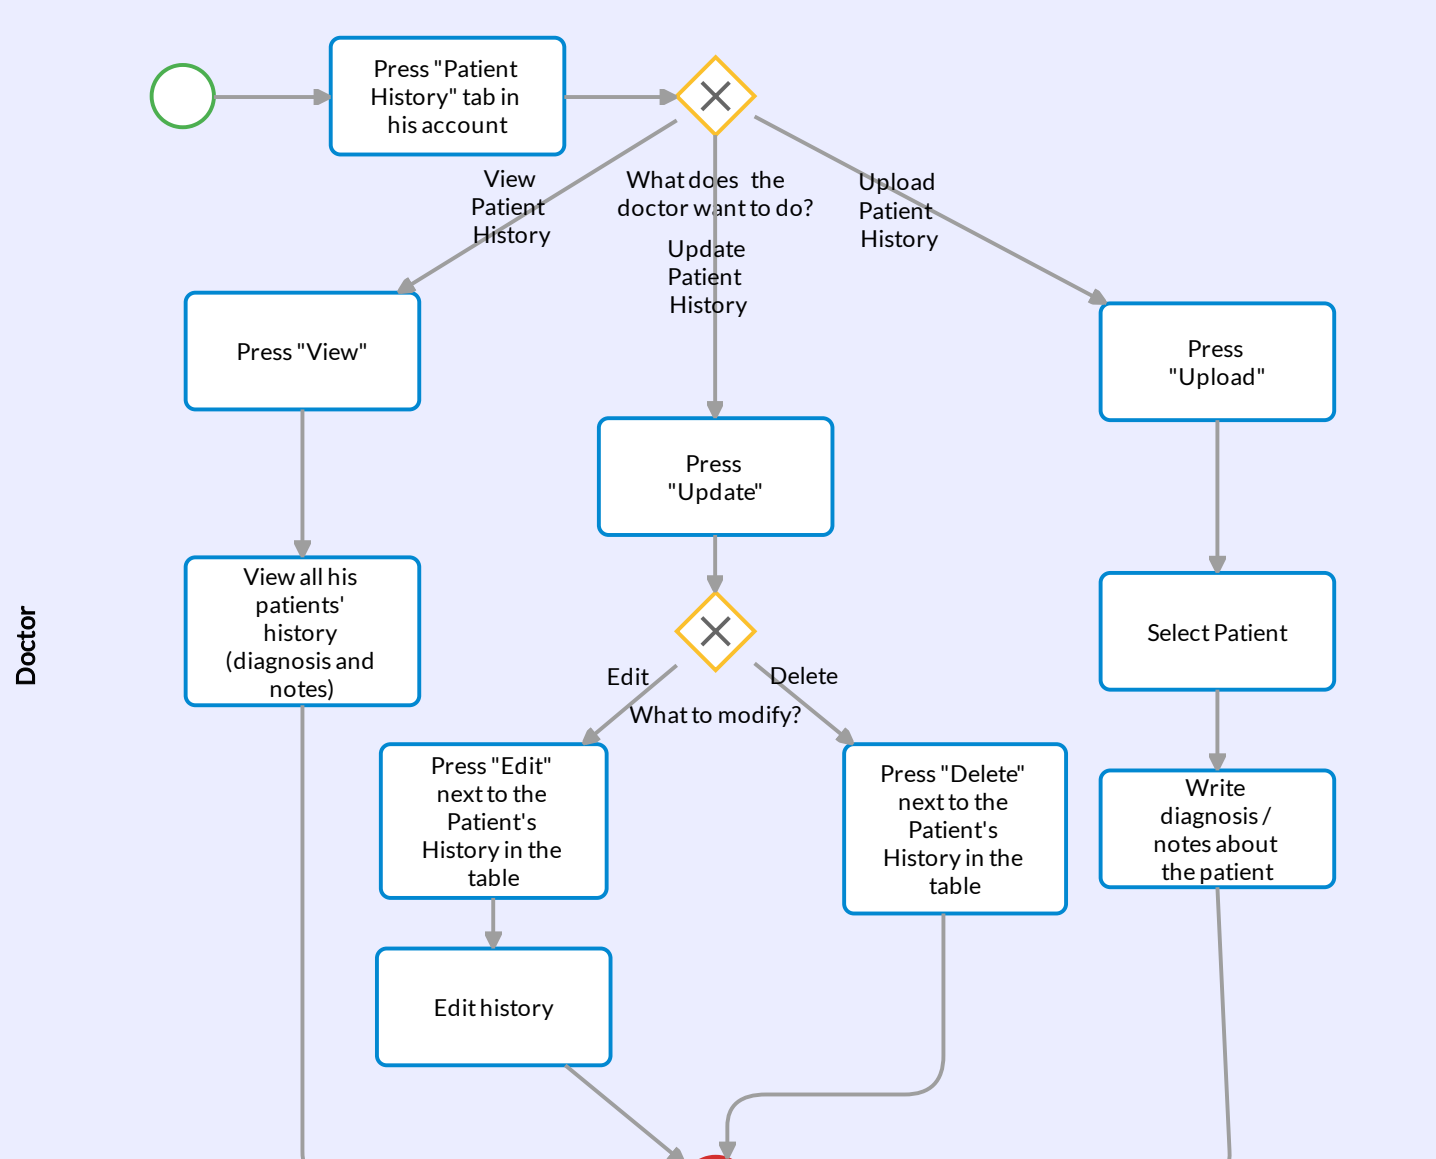 Press "Patient
History" tab in
his account
View
Patient
History
What does the
doctor want to do?
Update
Patient
History
Upload
Patient
History
Press "View"
Press
"Upload"
Press
"Update"
View all his
patients'
history
(diagnosis and
notes)
Doctor
Select Patient
Edit
Delete
What to modify?
Press "Edit"
next to the
Patient's
History in the
table
Press "Delete"
next to the
Patient's
History in the
table
Write
diagnosis /
notes about
the patient
Edit history